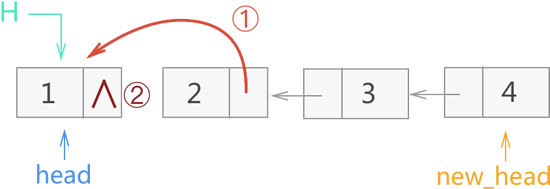 H
①
1 ∧ ② 2 3 4
head new_head